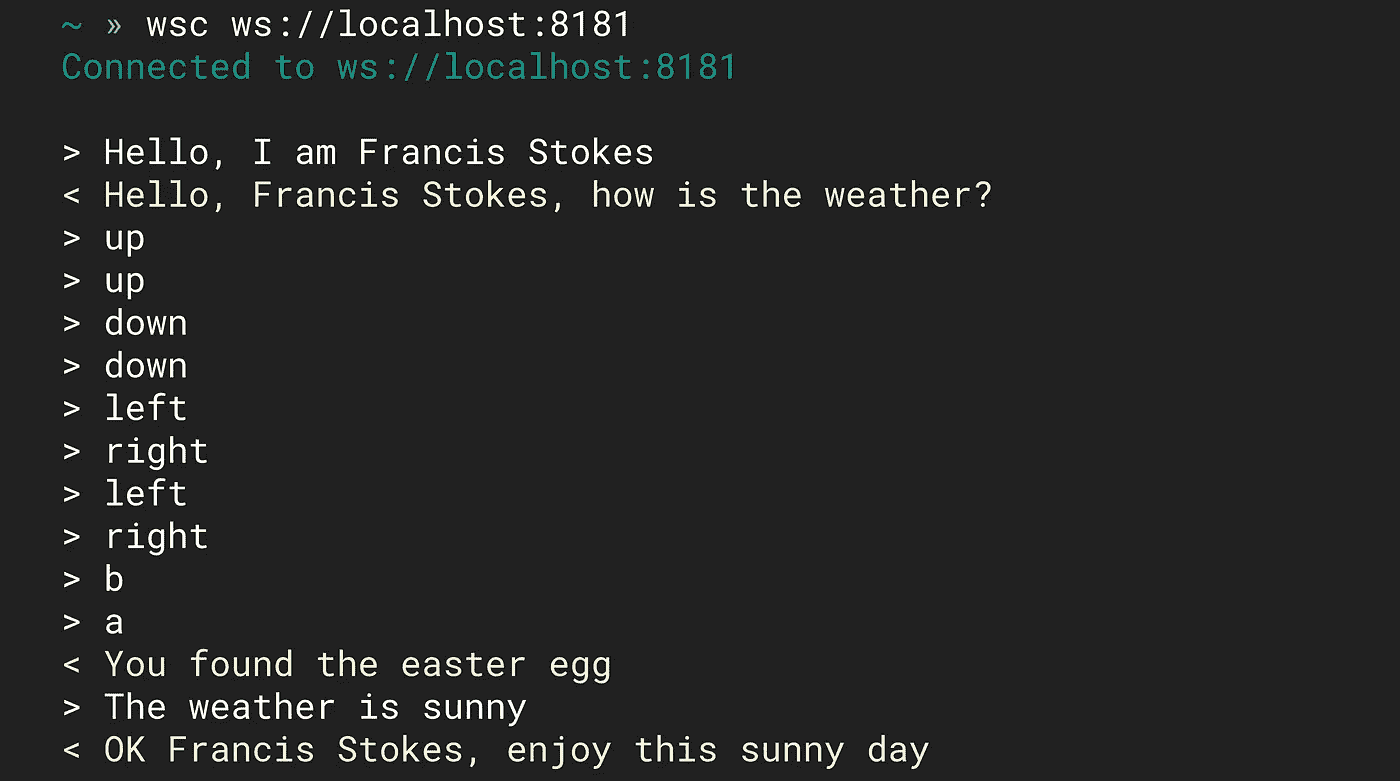 ~ » wsc ws://localhost:8181
Connected to ws://localhost:8181
> Hello, I am Francis Stokes
< Hello, Francis Stokes, how is the weather?
> up
> up
> down
> down
> left
> right
> left
> right
> b
> a
< You found the easter egg
> The weather is sunny
< OK Francis Stokes, enjoy this sunny day